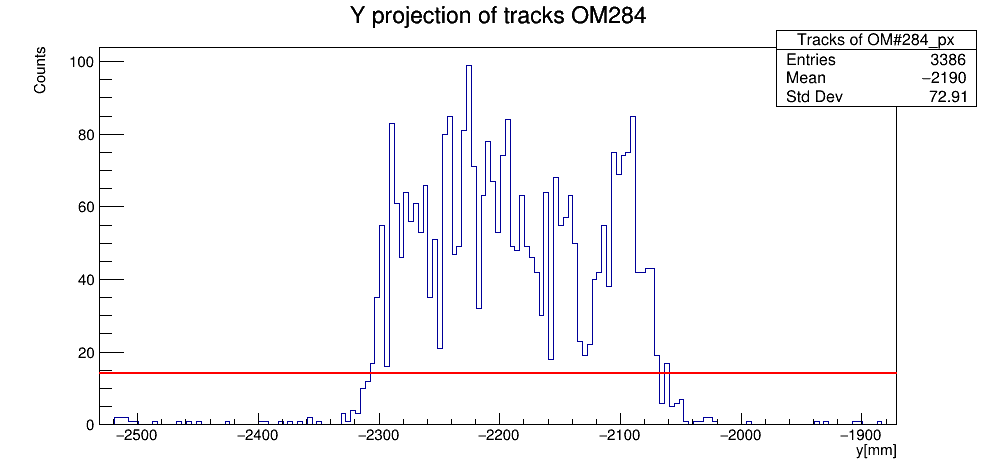 Y projection of tracks OM284
Counts
Tracks of OM#284_px
Entries 3386
Mean −2190
Std Dev 72.91
100
80
60
40
20
0
−2500 −2400 −2300 −2200 −2100 −2000 −1900
y[mm]